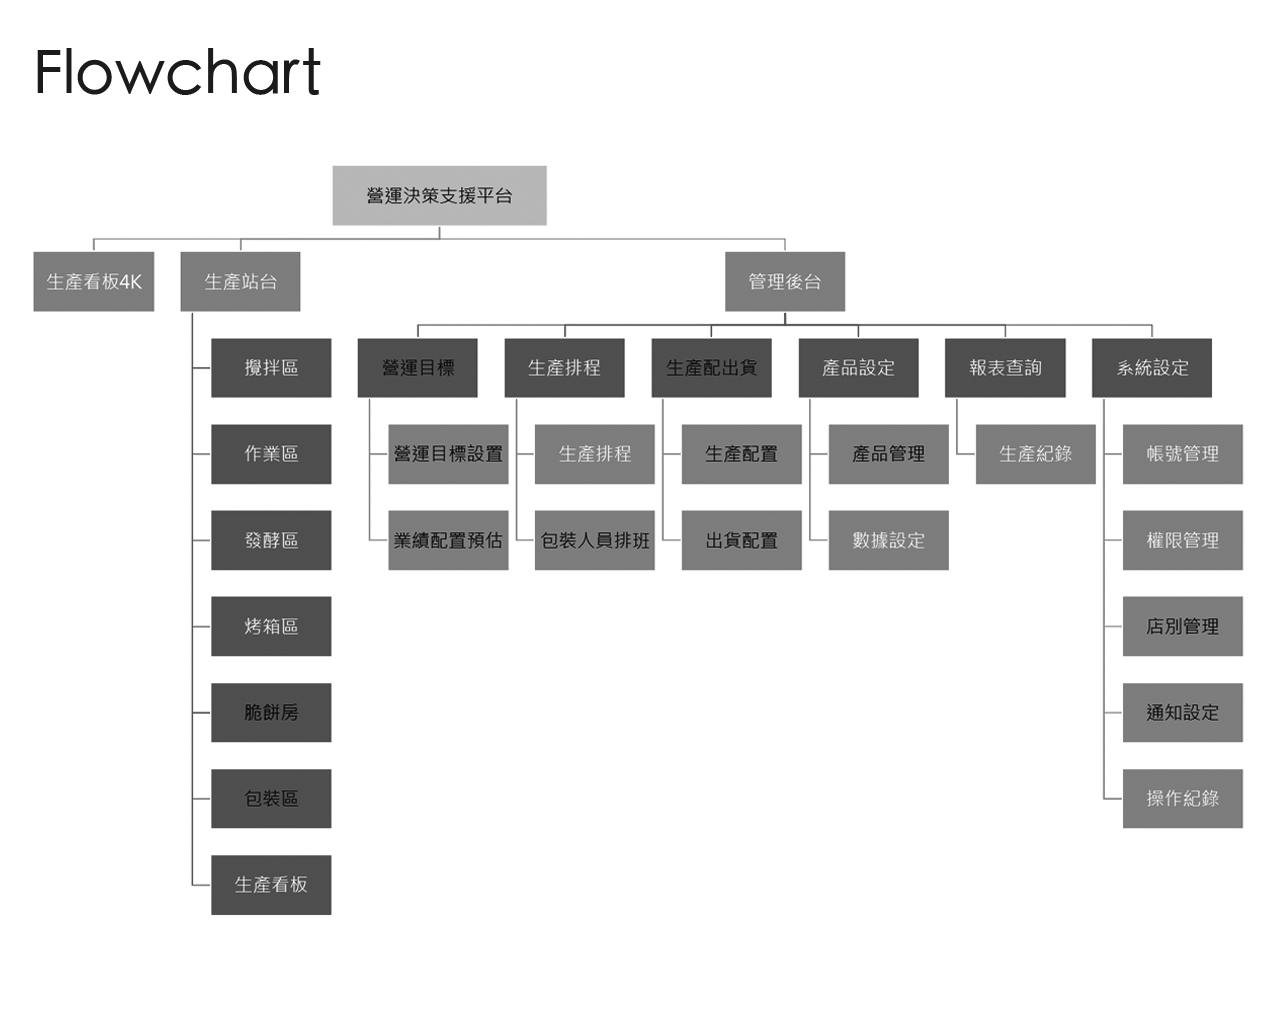 Flowchart
營運決策支援平台
生產看板4K
生產站台
管理後台
攪拌區
營運目標
生產排程
生產配出貨
產品設定
報表查詢
系統設定
作業區
營運目標設置
生產排程
生產配置
產品管理
生產紀錄
帳號管理
發酵區
業績配置預估
包裝人員排班
出貨配置
數據設定
權限管理
烤箱區
店別管理
脆餅房
通知設定
包裝區
操作紀錄
生產看板